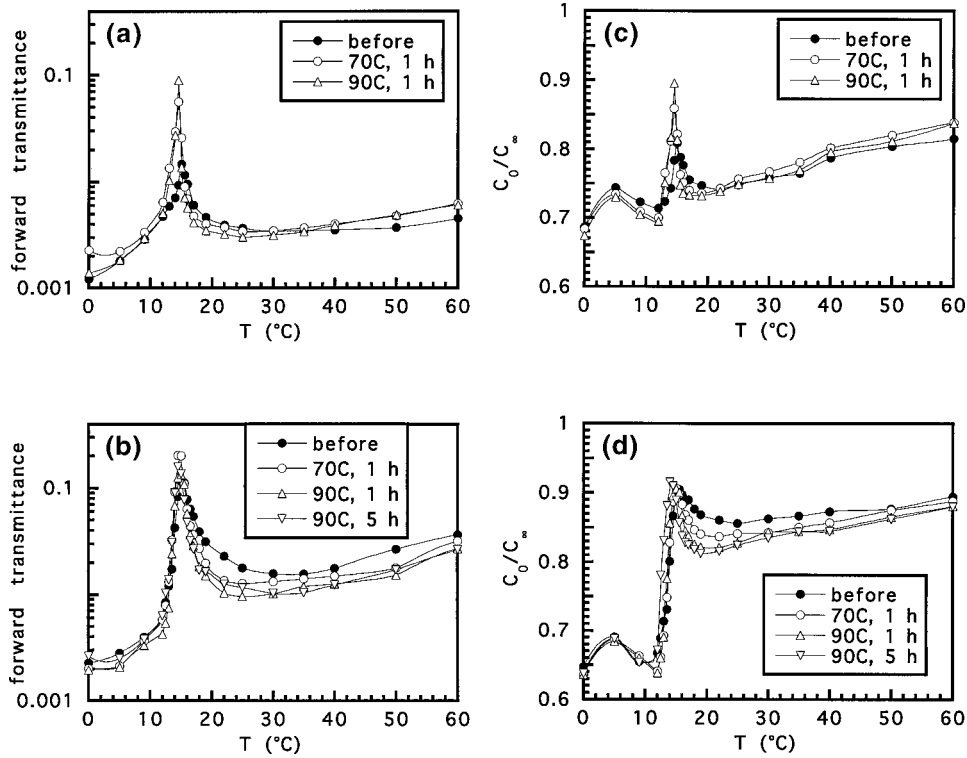 (a)
before
70C, 1 h
90C, 1 h
forward transmittance
0.1
0.001
0 10 20 30 40 50 60
T (°C)
(c)
before
70C, 1 h
90C, 1 h
C₀/C∞
1
0.9
0.8
0.7
0.6
0 10 20 30 40 50 60
T (°C)
(b)
before
70C, 1 h
90C, 1 h
90C, 5 h
forward transmittance
0.1
0.001
0 10 20 30 40 50 60
T (°C)
(d)
before
70C, 1 h
90C, 1 h
90C, 5 h
C₀/C∞
1
0.9
0.8
0.7
0.6
0 10 20 30 40 50 60
T (°C)